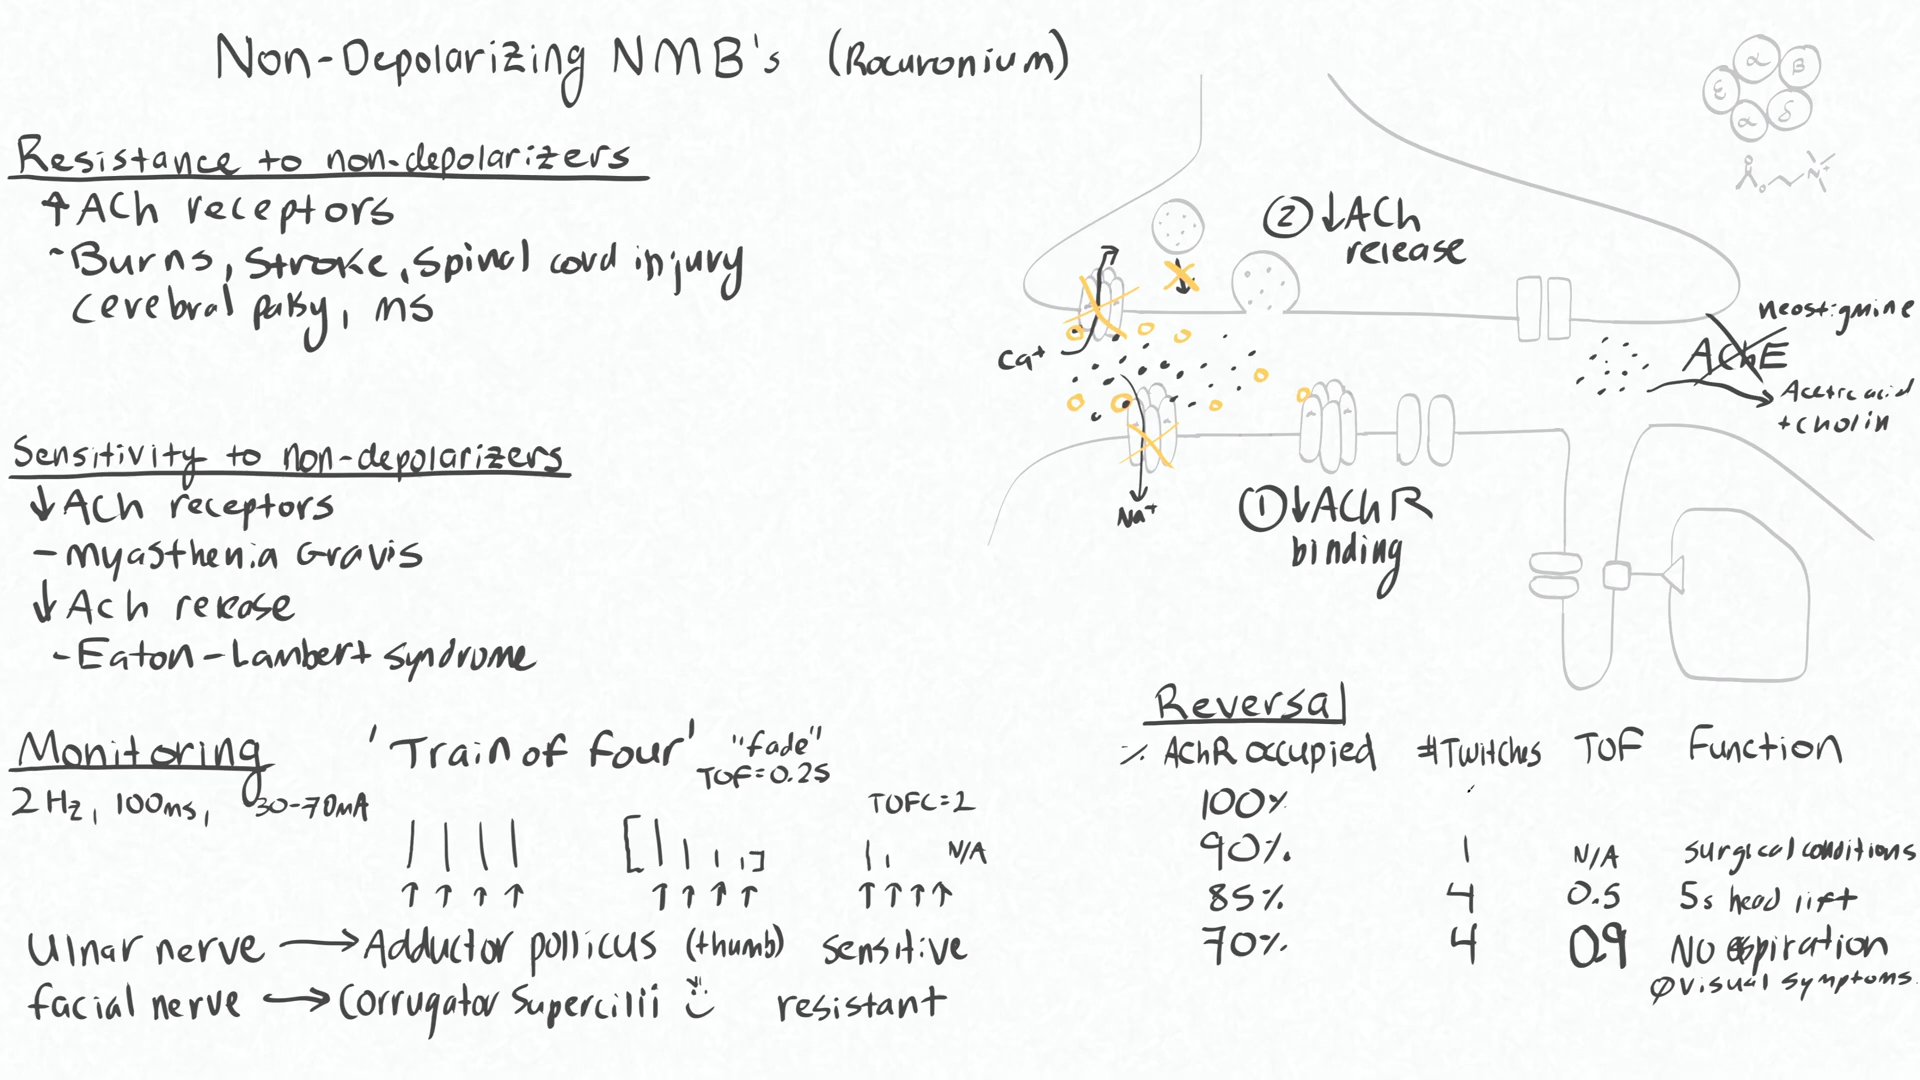 Non-Depolarizing NMB's (Rocuronium)
Resistance to non-depolarizers
↑ACh receptors
-Burns, Stroke, Spinal cord injury
cerebral palsy, ms
Sensitivity to non-depolarizers
↓ACh receptors
- Myasthenia Gravis
↓Ach release
-Eaton-Lambert syndrome
Monitoring 'Train of four' "fade"
TOF=0.25
2 Hz, 100ms, 30-70mA
TOFC=2
N/A
Ulnar nerve → Adductor pollicus (thumb) sensitive
facial nerve → Corrugator Supercilii resistant
α β
ε δ
α
O
N+
② ↓ACh
release
Ca+
neostigmine
AChE
Acetic acid
+ cholin
Na+
① ↓AChR
binding
Reversal
% AchR occupied #Twitches TOF Function
100%
90% 1 N/A surgical conditions
85% 4 0.5 5s head lift
70% 4 0.9 No aspiration
∅ visual symptoms